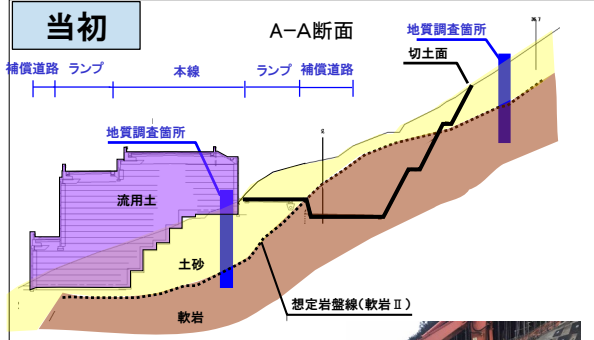 当初
A-A断面
地質調査箇所
切土面
補償道路
ランプ
本線
ランプ
補償道路
地質調査箇所
流用土
土砂
想定岩盤線(軟岩Ⅱ)
軟岩